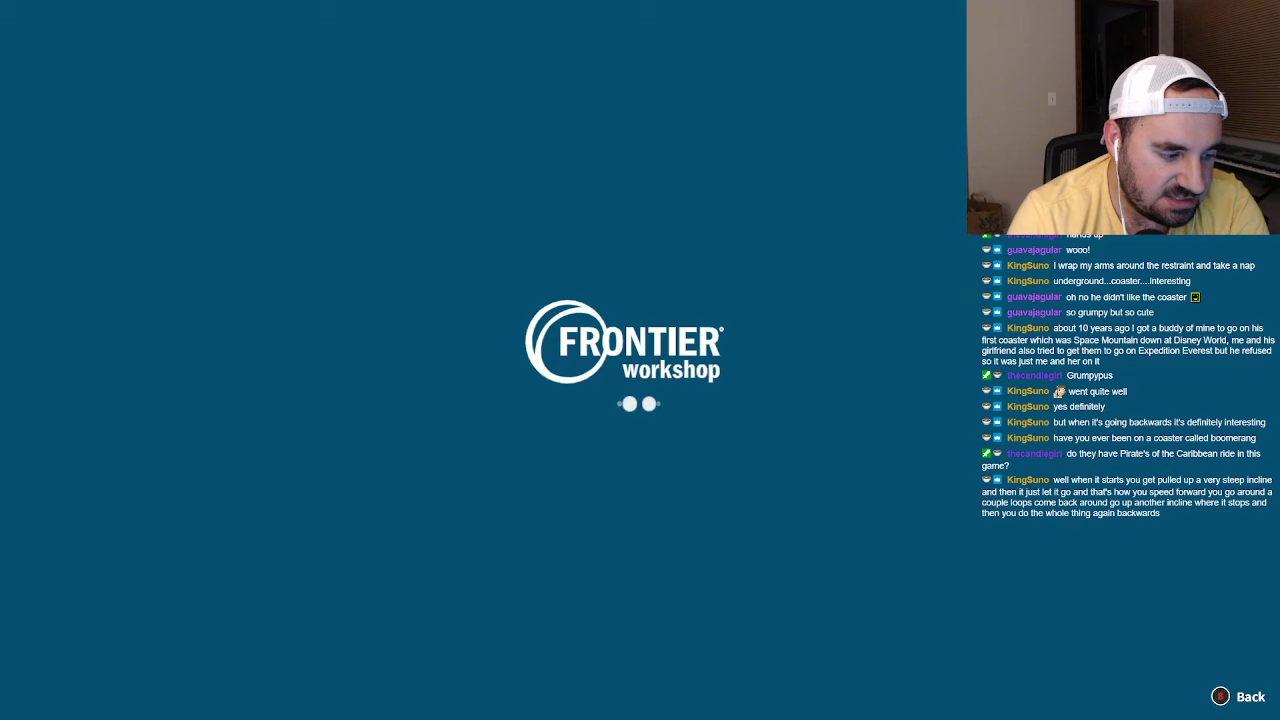 hands up
guavajagular wooo!
KingSuno I wrap my arms around the restraint and take a nap
KingSuno underground...coaster....interesting
guavajagular oh no he didn't like the coaster
guavajagular so grumpy but so cute
KingSuno about 10 years ago I got a buddy of mine to go on his
first coaster which was Space Mountain down at Disney World, me and his
girlfriend also tried to get them to go on Expedition Everest but he refused
so it was just me and her on it
thecandiegirl Grumpypus
KingSuno went quite well
KingSuno yes definitely
KingSuno but when it's going backwards it's definitely interesting
KingSuno have you ever been on a coaster called boomerang
thecandiegirl do they have Pirate's of the Caribbean ride in this
game?
KingSuno well when it starts you get pulled up a very steep incline
and then it just let it go and that's how you speed forward you go around a
couple loops come back around go up another incline where it stops and
then you do the whole thing again backwards
FRONTIER
workshop
B Back